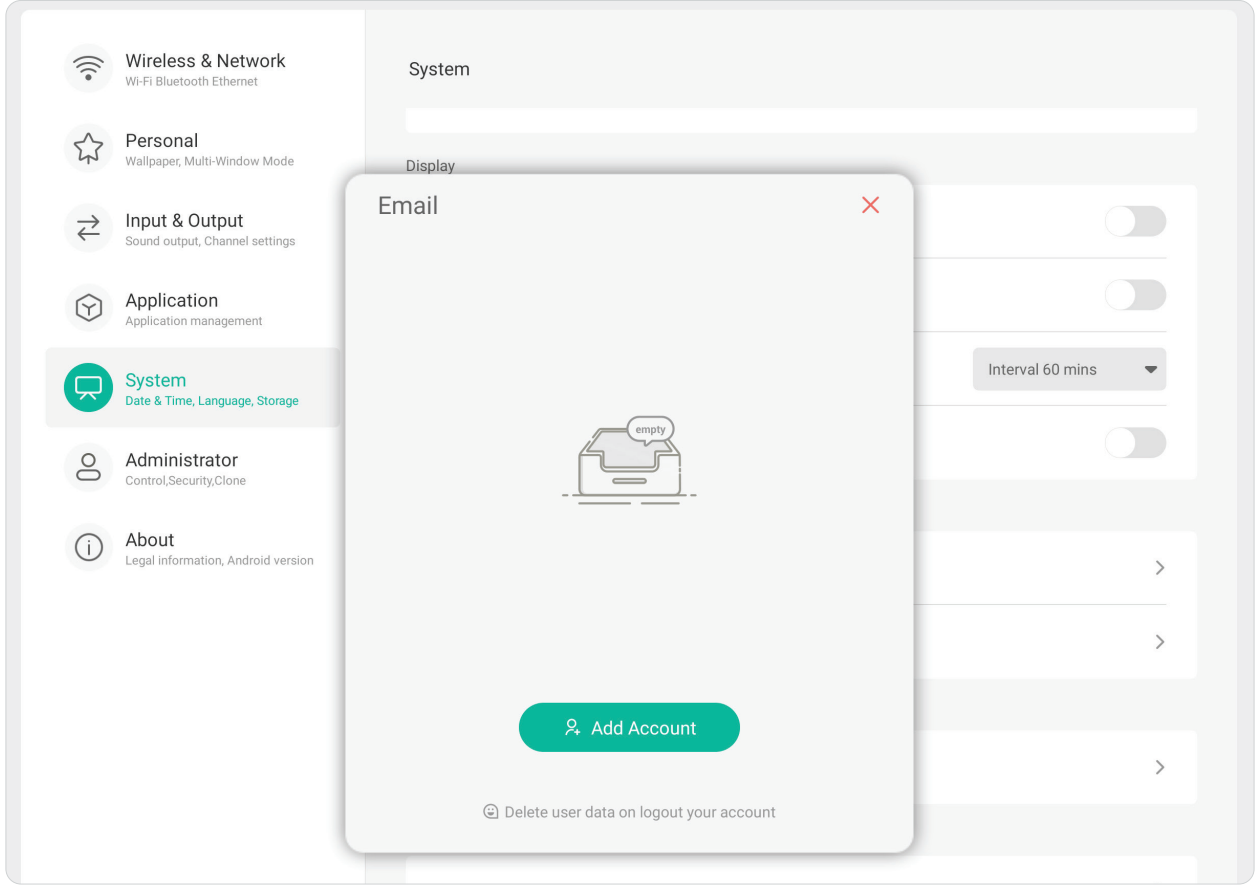 Wireless & Network
Wi-Fi Bluetooth Ethernet
Personal
Wallpaper, Multi-Window Mode
Input & Output
Sound output, Channel settings
Application
Application management
System
Date & Time, Language, Storage
Administrator
Control,Security,Clone
About
Legal information, Android version
System
Display
Interval 60 mins
Email
empty
Add Account
Delete user data on logout your account